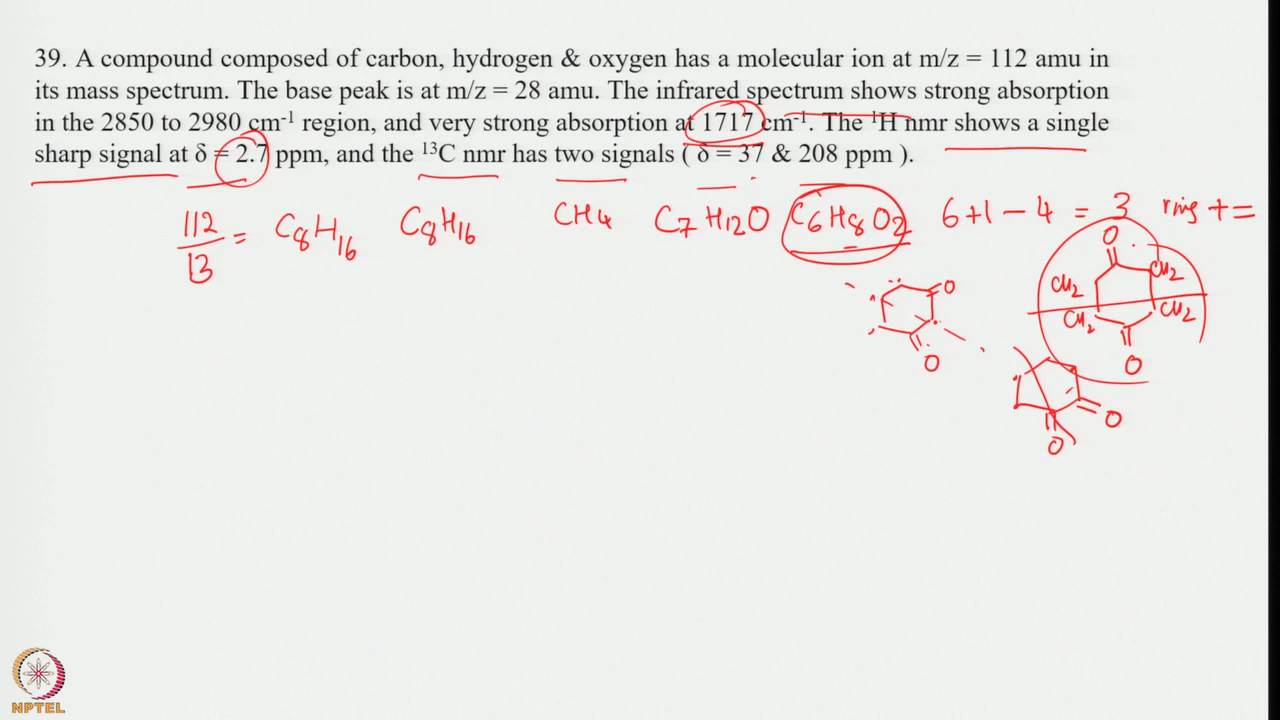 39. A compound composed of carbon, hydrogen & oxygen has a molecular ion at m/z = 112 amu in
its mass spectrum. The base peak is at m/z = 28 amu. The infrared spectrum shows strong absorption
in the 2850 to 2980 cm⁻¹ region, and very strong absorption at 1717 cm⁻¹. The ¹H nmr shows a single
sharp signal at δ = 2.7 ppm, and the ¹³C nmr has two signals ( δ = 37 & 208 ppm ).
112/13 = C₈H₁₆ C₈H₁₆ CH4 C₇H₁₂O C₆H₈O₂ 6+1-4 = 3 ring + =
O
CH₂ CH₂
CH₂ CH₂
O
O
O
O
O
NPTEL